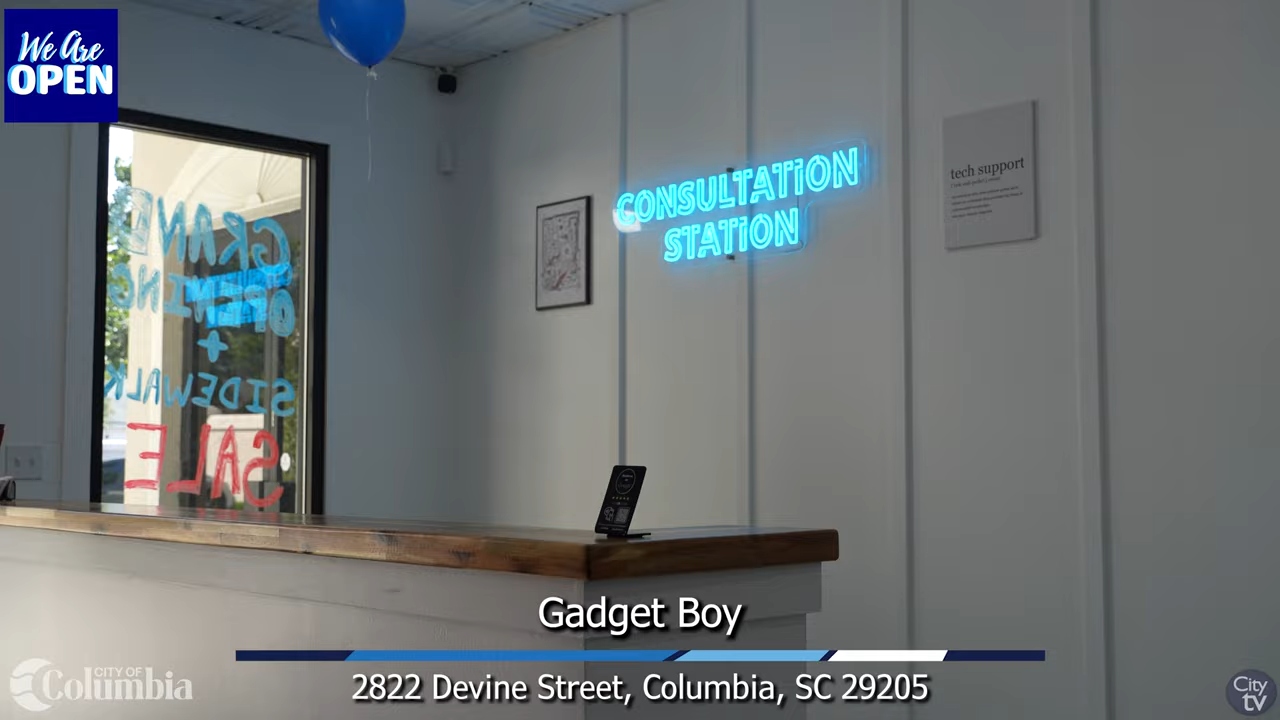 We Are
OPEN
CONSULTATION
STATION
tech support
GRAND
OPENING
+
SIDEWALK
SALE
Gadget Boy
2822 Devine Street, Columbia, SC 29205
CITY OF
Columbia
City
tv